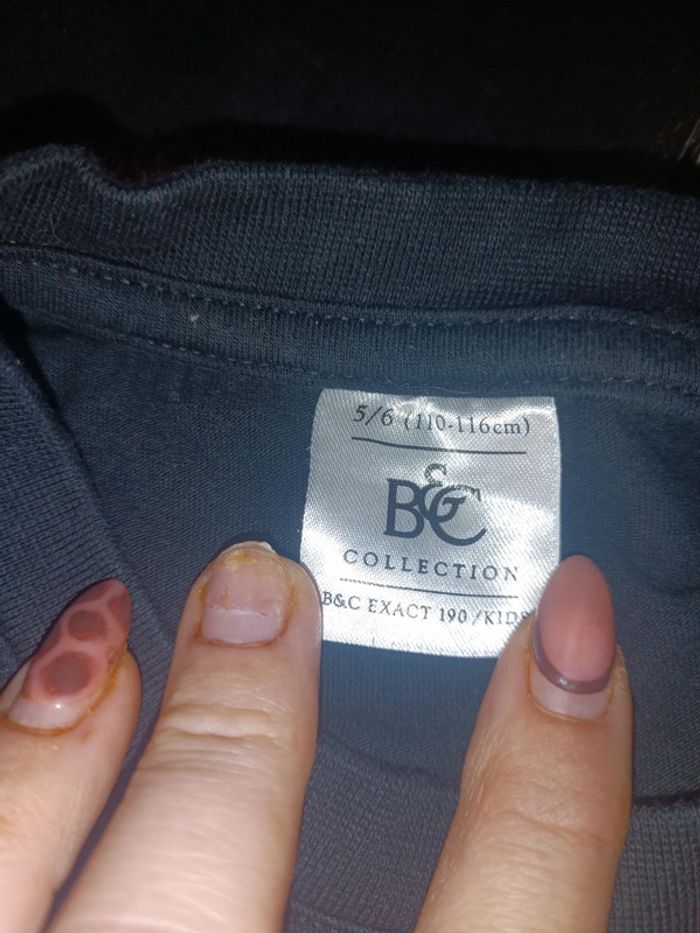 5/6 (110-116cm)
B&C
COLLECTION
B&C EXACT 190/KIDS